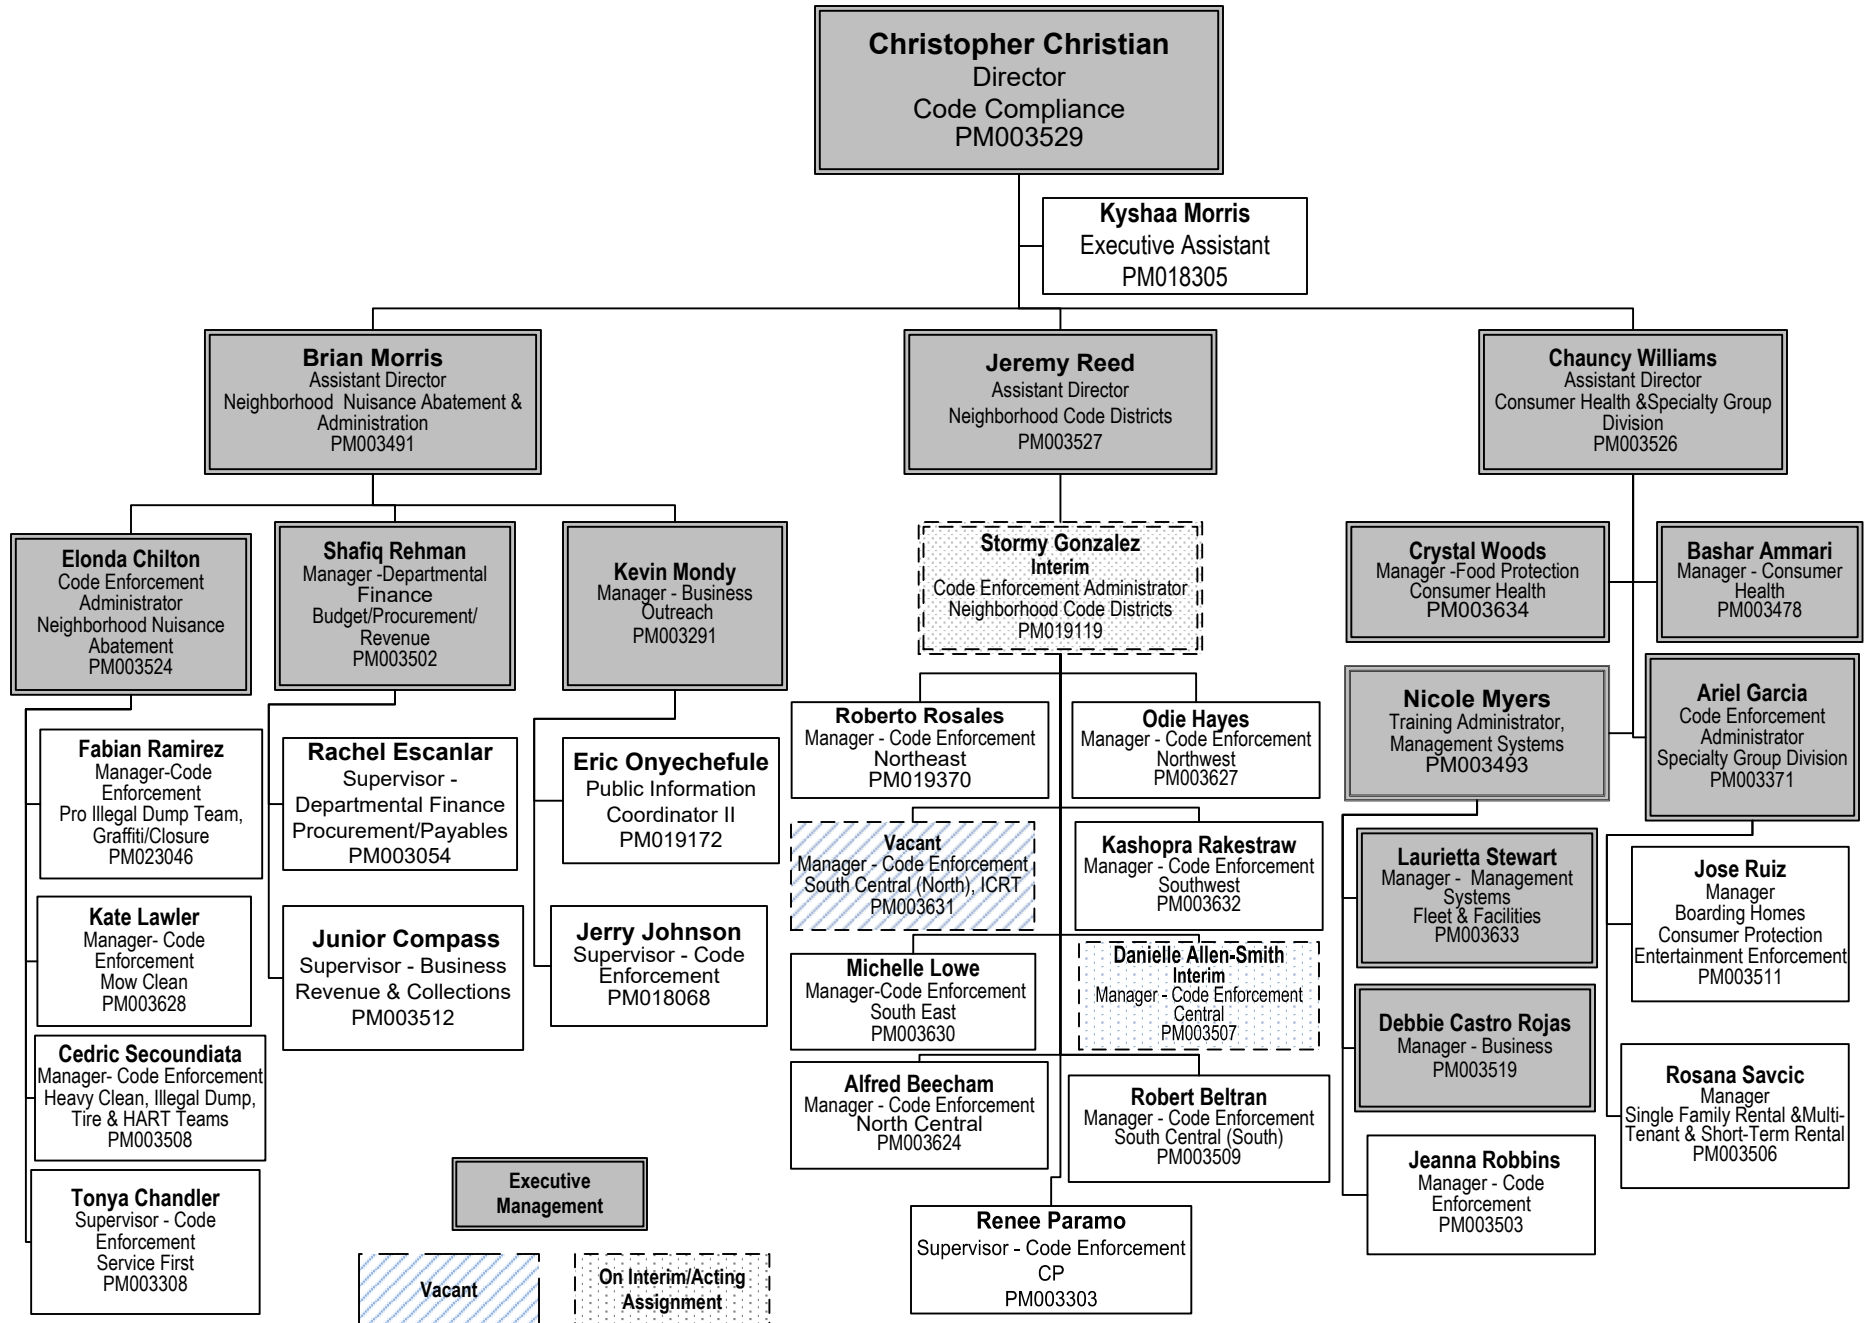 Christopher Christian
Director
Code Compliance
PM003529
Kyshaa Morris
Executive Assistant
PM018305
Brian Morris
Assistant Director
Neighborhood Nuisance Abatement &
Administration
PM003491
Jeremy Reed
Assistant Director
Neighborhood Code Districts
PM003527
Chauncy Williams
Assistant Director
Consumer Health &Specialty Group
Division
PM003526
Elonda Chilton
Code Enforcement
Administrator
Neighborhood Nuisance
Abatement
PM003524
Shafiq Rehman
Manager -Departmental
Finance
Budget/Procurement/
Revenue
PM003502
Kevin Mondy
Manager - Business
Outreach
PM003291
Stormy Gonzalez
Interim
Code Enforcement Administrator
Neighborhood Code Districts
PM019119
Crystal Woods
Manager -Food Protection
Consumer Health
PM003634
Bashar Ammari
Manager - Consumer
Health
PM003478
Nicole Myers
Training Administrator,
Management Systems
PM003493
Ariel Garcia
Code Enforcement
Administrator
Specialty Group Division
PM003371
Fabian Ramirez
Manager-Code
Enforcement
Pro Illegal Dump Team,
Graffiti/Closure
PM023046
Kate Lawler
Manager- Code
Enforcement
Mow Clean
PM003628
Cedric Secoundiata
Manager- Code Enforcement
Heavy Clean, Illegal Dump,
Tire & HART Teams
PM003508
Tonya Chandler
Supervisor - Code
Enforcement
Service First
PM003308
Rachel Escanlar
Supervisor -
Departmental Finance
Procurement/Payables
PM003054
Junior Compass
Supervisor - Business
Revenue & Collections
PM003512
Eric Onyechefule
Public Information
Coordinator II
PM019172
Jerry Johnson
Supervisor - Code
Enforcement
PM018068
Roberto Rosales
Manager - Code Enforcement
Northeast
PM019370
Odie Hayes
Manager - Code Enforcement
Northwest
PM003627
Vacant
Manager - Code Enforcement
South Central (North), ICRT
PM003631
Kashopra Rakestraw
Manager - Code Enforcement
Southwest
PM003632
Michelle Lowe
Manager-Code Enforcement
South East
PM003630
Danielle Allen-Smith
Interim
Manager - Code Enforcement
Central
PM003507
Alfred Beecham
Manager - Code Enforcement
North Central
PM003624
Robert Beltran
Manager - Code Enforcement
South Central (South)
PM003509
Renee Paramo
Supervisor - Code Enforcement
CP
PM003303
Laurietta Stewart
Manager - Management
Systems
Fleet & Facilities
PM003633
Debbie Castro Rojas
Manager - Business
PM003519
Jeanna Robbins
Manager - Code
Enforcement
PM003503
Jose Ruiz
Manager
Boarding Homes
Consumer Protection
Entertainment Enforcement
PM003511
Rosana Savcic
Manager
Single Family Rental &Multi-
Tenant & Short-Term Rental
PM003506
Executive
Management
Vacant
On Interim/Acting
Assignment